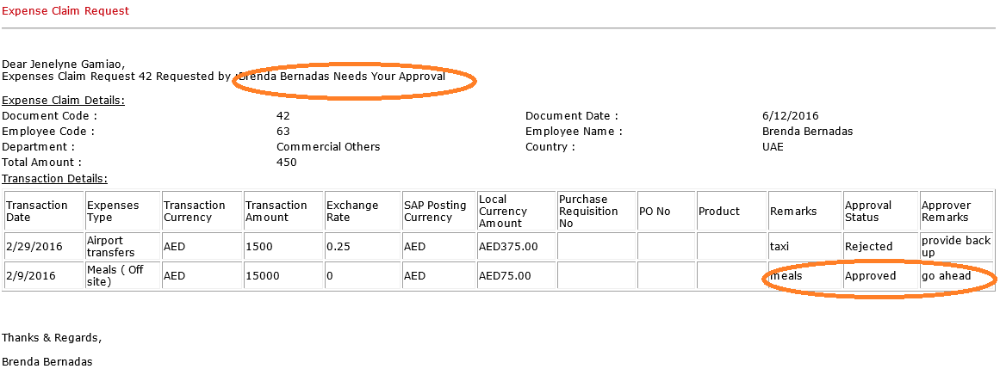 Expense Claim Request
Dear Jenelyne Gamiao,
Expenses Claim Request 42 Requested by :Brenda Bernadas Needs Your Approval
Expense Claim Details:
Document Code : 42 Document Date : 6/12/2016
Employee Code : 63 Employee Name : Brenda Bernadas
Department : Commercial Others Country : UAE
Total Amount : 450
Transaction Details:
Transaction Date Expenses Type Transaction Currency Transaction Amount Exchange Rate SAP Posting Currency Local Currency Amount Purchase Requisition No PO No Product Remarks Approval Status Approver Remarks
2/29/2016 Airport transfers AED 1500 0.25 AED AED375.00 taxi Rejected provide back up
2/9/2016 Meals ( Off site) AED 15000 0 AED AED75.00 meals Approved go ahead
Thanks & Regards,
Brenda Bernadas